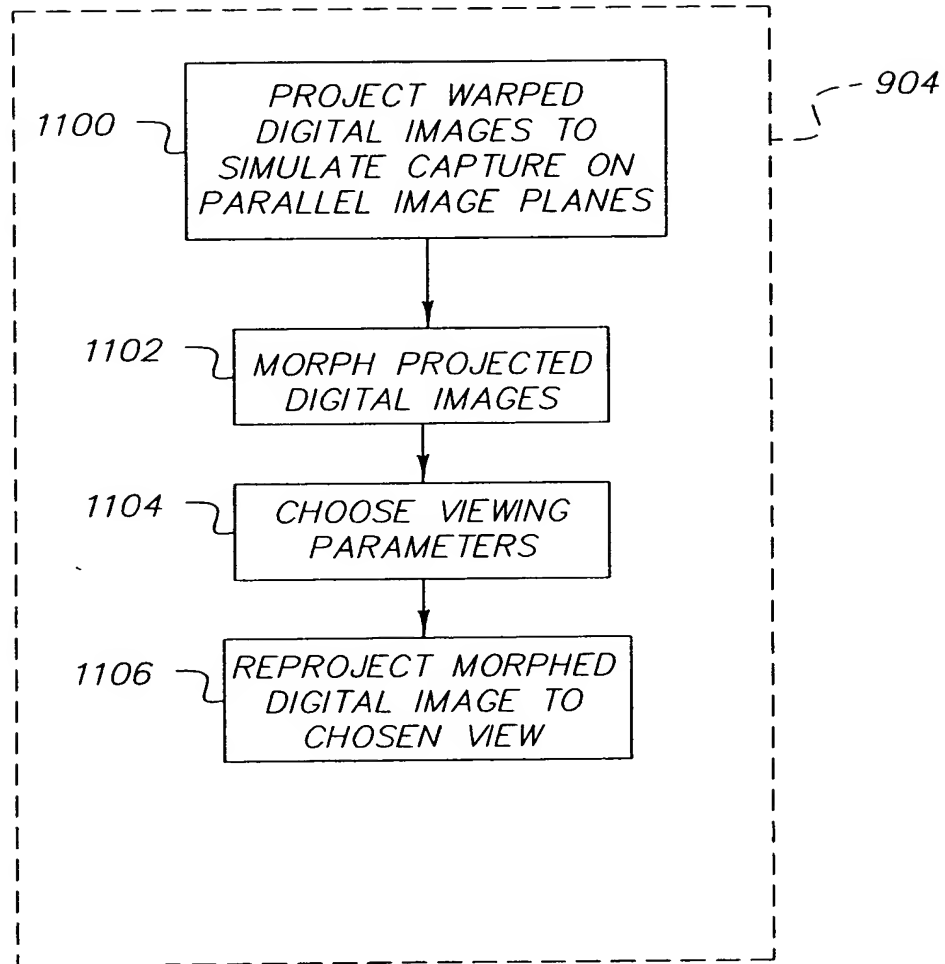 904
1100
PROJECT WARPED
DIGITAL IMAGES TO
SIMULATE CAPTURE ON
PARALLEL IMAGE PLANES
1102
MORPH PROJECTED
DIGITAL IMAGES
1104
CHOOSE VIEWING
PARAMETERS
1106
REPROJECT MORPHED
DIGITAL IMAGE TO
CHOSEN VIEW